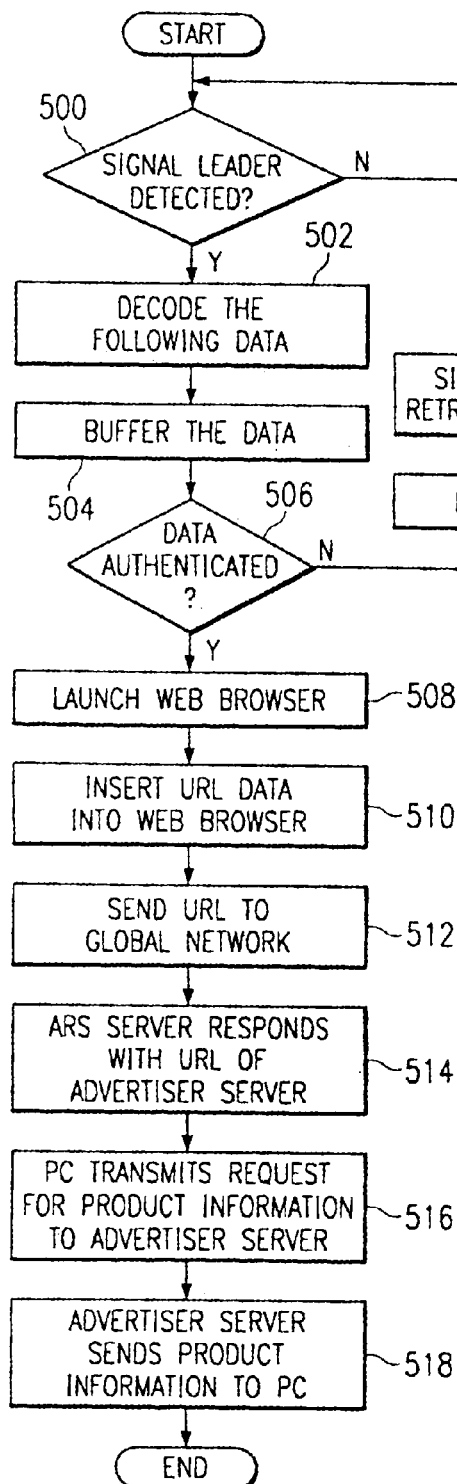 START
500
SIGNAL LEADER
DETECTED?
N
Y
502
DECODE THE
FOLLOWING DATA
BUFFER THE DATA
504
506
DATA
AUTHENTICATED
?
N
Y
LAUNCH WEB BROWSER
508
INSERT URL DATA
INTO WEB BROWSER
510
SEND URL TO
GLOBAL NETWORK
512
ARS SERVER RESPONDS
WITH URL OF
ADVERTISER SERVER
514
PC TRANSMITS REQUEST
FOR PRODUCT INFORMATION
TO ADVERTISER SERVER
516
ADVERTISER SERVER
SENDS PRODUCT
INFORMATION TO PC
518
END